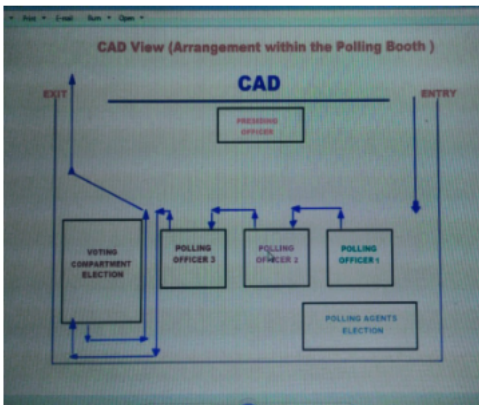 Print E-mail Burn Open
CAD View (Arrangement within the Polling Booth )
CAD
EXIT
ENTRY
PRESIDING
OFFICER
VOTING
COMPARTMENT
ELECTION
POLLING
OFFICER 3
POLLING
OFFICER 2
POLLING
OFFICER 1
POLLING AGENTS
ELECTION